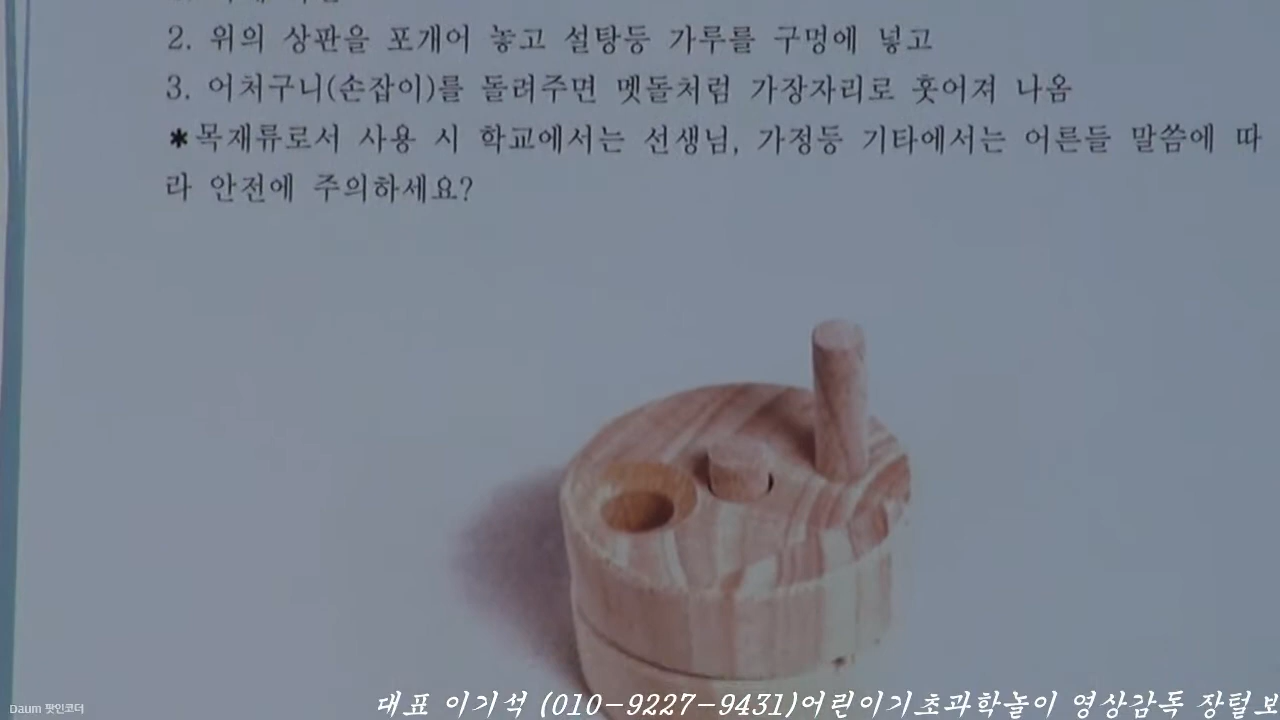 2. 위의 상판을 포개어 놓고 설탕등 가루를 구멍에 넣고
3. 어처구니(손잡이)를 돌려주면 멧돌처럼 가장자리로 훗어져 나옴
✱목재류로서 사용 시 학교에서는 선생님, 가정등 기타에서는 어른들 말씀에 따
라 안전에 주의하세요?
대표 이기석 (010-9227-9431)어린이기초과학놀이 영상감독 장털보
Daum 팟인코더